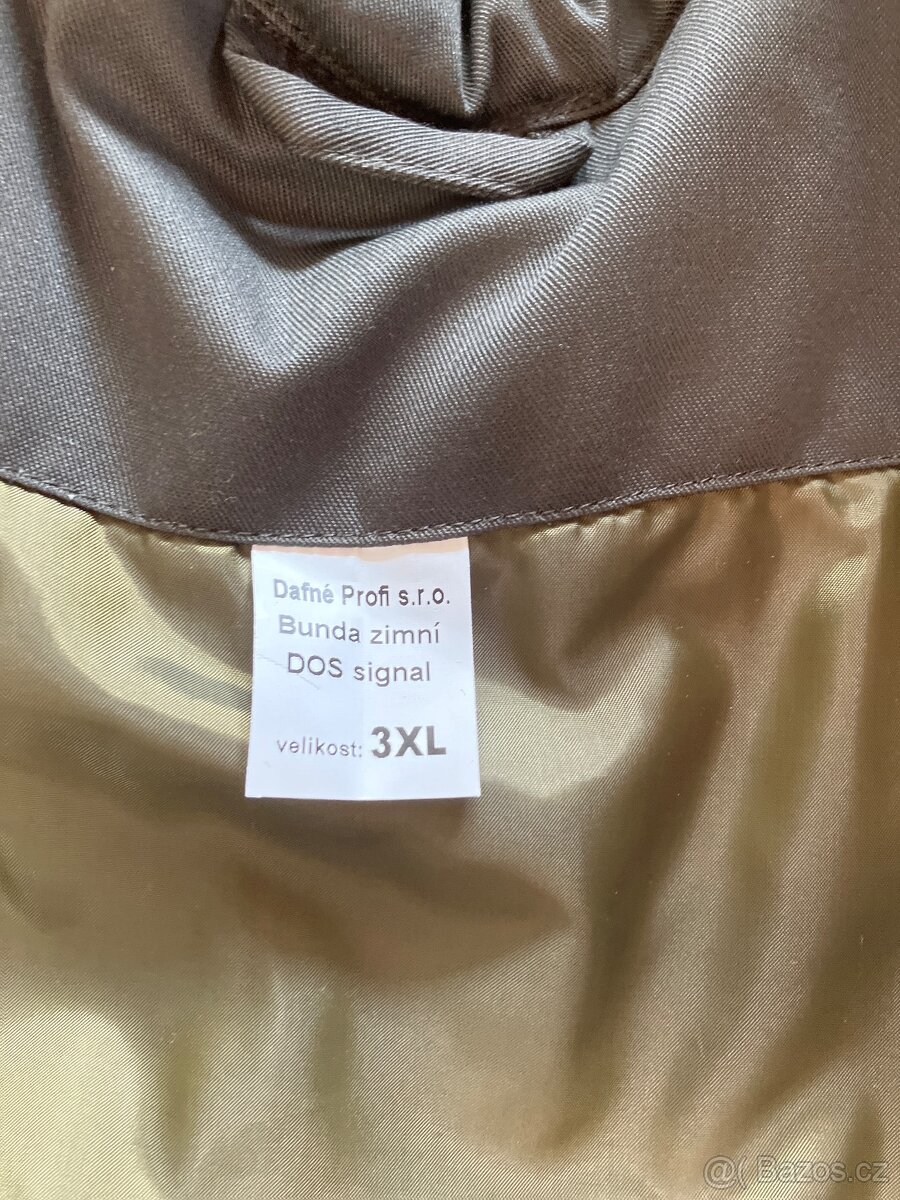 Dafné Profi s.r.o.
Bunda zimní
DOS signal
velikost: 3XL
@( Bazos.cz